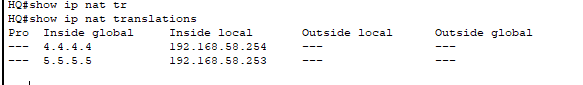 HQ#show ip nat tr
HQ#show ip nat translations
Pro  Inside global     Inside local       Outside local      Outside global
---  4.4.4.4           192.168.58.254     ---                ---
---  5.5.5.5           192.168.58.253     ---                ---